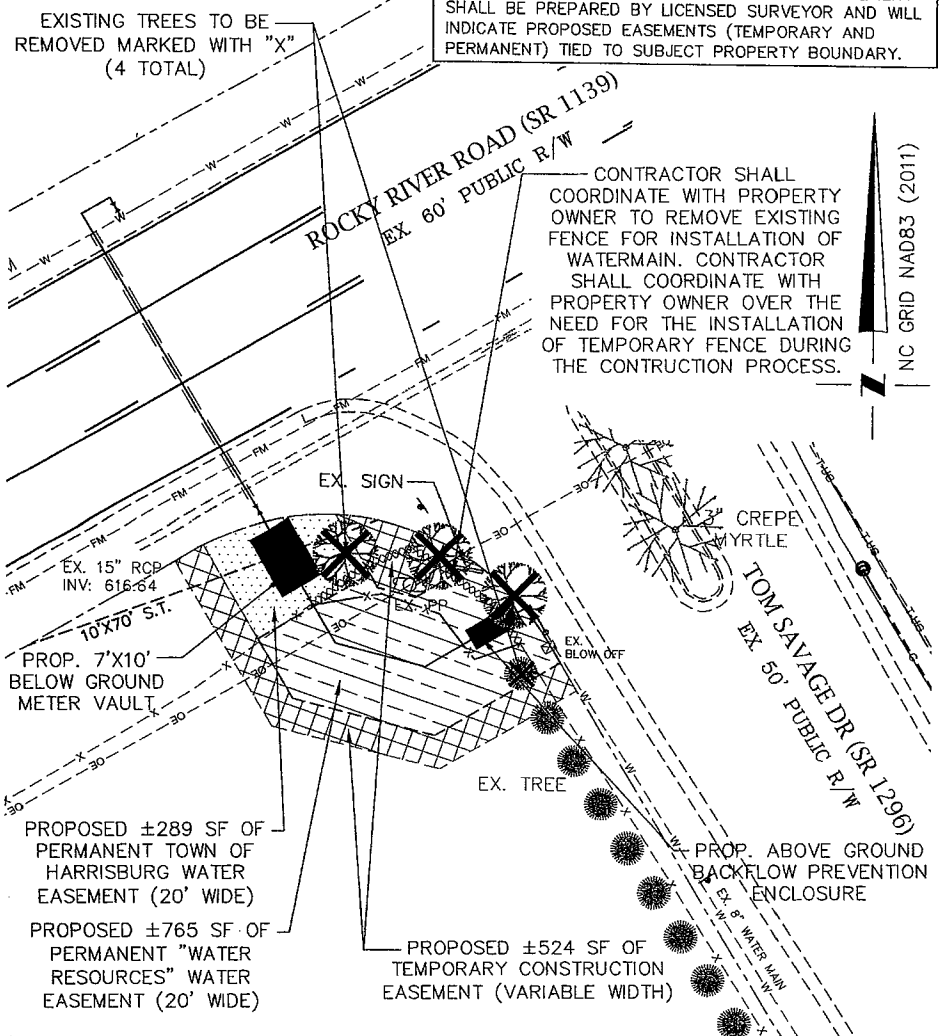 EXISTING TREES TO BE
REMOVED MARKED WITH "X"
(4 TOTAL)
SHALL BE PREPARED BY LICENSED SURVEYOR AND WILL
INDICATE PROPOSED EASEMENTS (TEMPORARY AND
PERMANENT) TIED TO SUBJECT PROPERTY BOUNDARY.
ROCKY RIVER ROAD (SR 1139)
EX. 60' PUBLIC R/W
CONTRACTOR SHALL
COORDINATE WITH PROPERTY
OWNER TO REMOVE EXISTING
FENCE FOR INSTALLATION OF
WATERMAIN. CONTRACTOR
SHALL COORDINATE WITH
PROPERTY OWNER OVER THE
NEED FOR THE INSTALLATION
OF TEMPORARY FENCE DURING
THE CONTRUCTION PROCESS.
NC GRID NAD83 (2011)
EX. SIGN
3" CREPE
MYRTLE
EX. 15" RCP
INV: 616.64
10'X70' S.T.
EX. PP
EX.
BLOW OFF
PROP. 7'X10'
BELOW GROUND
METER VAULT
TOM SAVAGE DR (SR 1296)
EX. 50' PUBLIC R/W
EX. TREE
PROPOSED ±289 SF OF
PERMANENT TOWN OF
HARRISBURG WATER
EASEMENT (20' WIDE)
PROP. ABOVE GROUND
BACKFLOW PREVENTION
ENCLOSURE
EX. 8" WATER MAIN
PROPOSED ±765 SF OF
PERMANENT "WATER
RESOURCES" WATER
EASEMENT (20' WIDE)
PROPOSED ±524 SF OF
TEMPORARY CONSTRUCTION
EASEMENT (VARIABLE WIDTH)